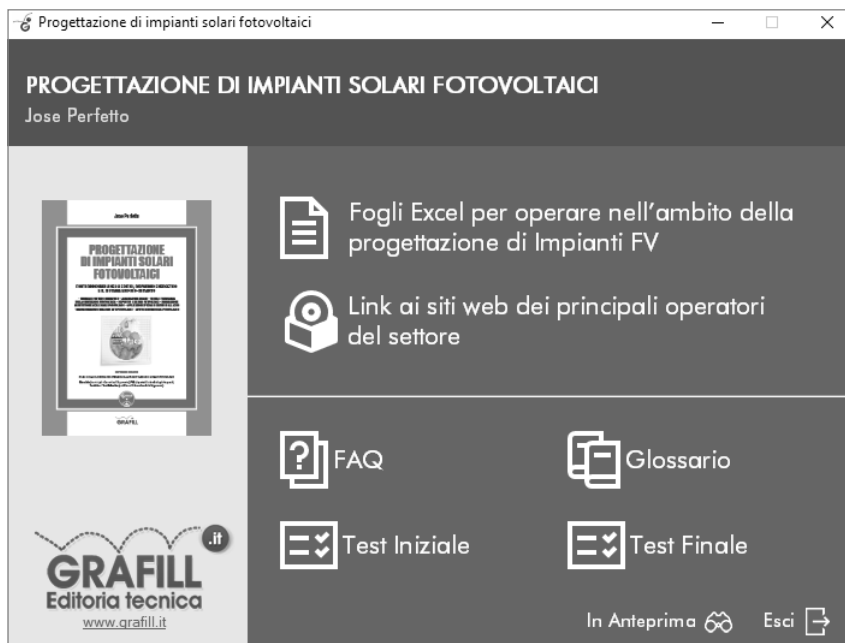 Progettazione di impianti solari fotovoltaici
PROGETTAZIONE DI IMPIANTI SOLARI FOTOVOLTAICI
Jose Perfetto
Jose Perfetto
PROGETTAZIONE
DI IMPIANTI SOLARI
FOTOVOLTAICI
GRAFILL
Fogli Excel per operare nell'ambito della
progettazione di Impianti FV
Link ai siti web dei principali operatori
del settore
FAQ
Glossario
Test Iniziale
Test Finale
.it
GRAFILL
Editoria tecnica
www.grafill.it
In Anteprima
Esci